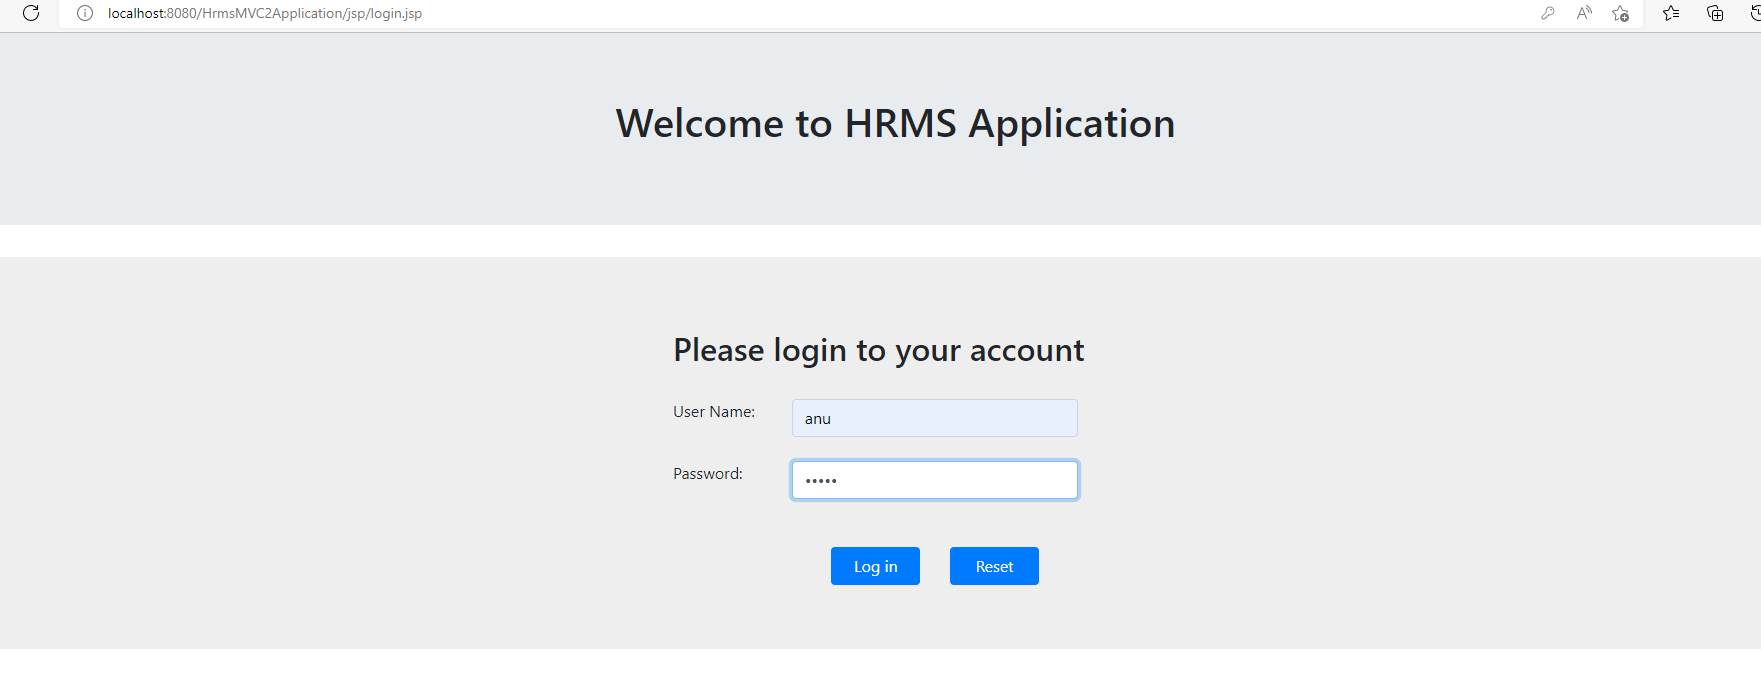 localhost:8080/HrmsMVC2Application/jsp/login.jsp
Welcome to HRMS Application
Please login to your account
User Name: anu
Password: •••••
Log in Reset